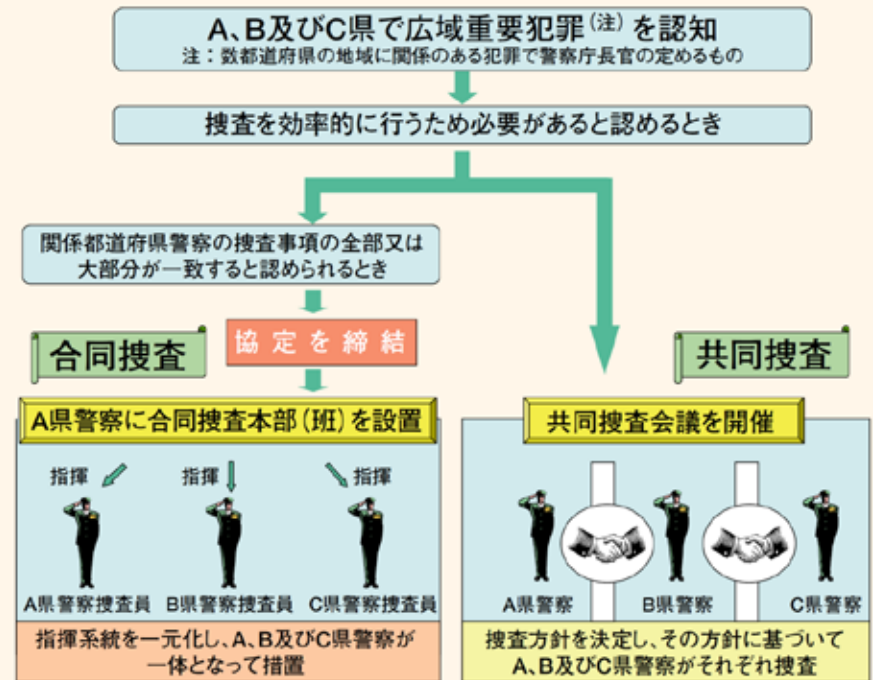 A、B及びC県で広域重要犯罪(注)を認知
注：数都道府県の地域に関係のある犯罪で警察庁長官の定めるもの
捜査を効率的に行うため必要があると認めるとき
関係都道府県警察の捜査事項の全部又は
大部分が一致すると認められるとき
協定を締結
合同捜査
共同捜査
A県警察に合同捜査本部(班)を設置
指揮
指揮
指揮
A県警察捜査員
B県警察捜査員
C県警察捜査員
指揮系統を一元化し、A、B及びC県警察が
一体となって措置
共同捜査会議を開催
A県警察
B県警察
C県警察
捜査方針を決定し、その方針に基づいて
A、B及びC県警察がそれぞれ捜査